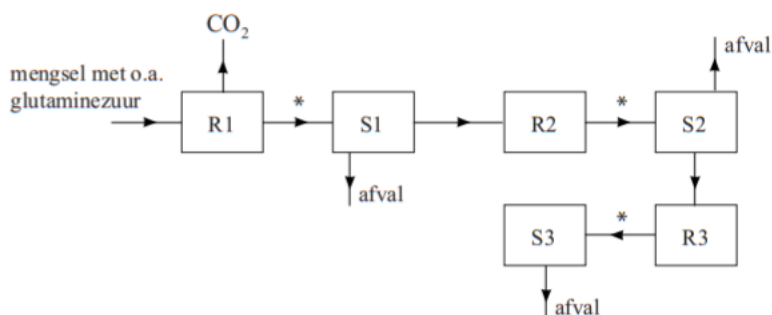 CO₂
mengsel met o.a.
glutaminezuur
R1
*
S1
afval
R2
*
S2
afval
R3
*
S3
afval